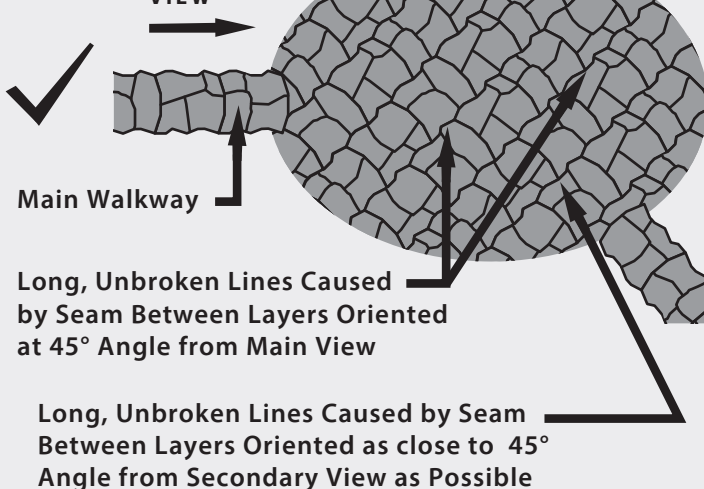 VIEW
Main Walkway
Long, Unbroken Lines Caused
by Seam Between Layers Oriented
at 45° Angle from Main View
Long, Unbroken Lines Caused by Seam
Between Layers Oriented as close to 45°
Angle from Secondary View as Possible